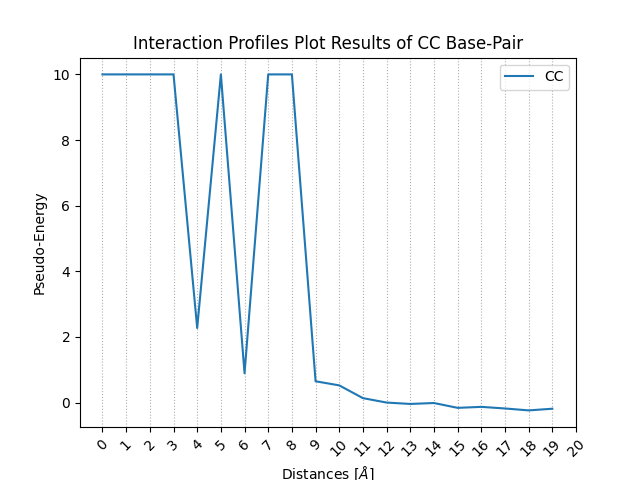 Interaction Profiles Plot Results of CC Base-Pair
CC
10
8
6
4
2
0
Pseudo-Energy
0 1 2 3 4 5 6 7 8 9 10 11 12 13 14 15 16 17 18 19 20
Distances [Å]